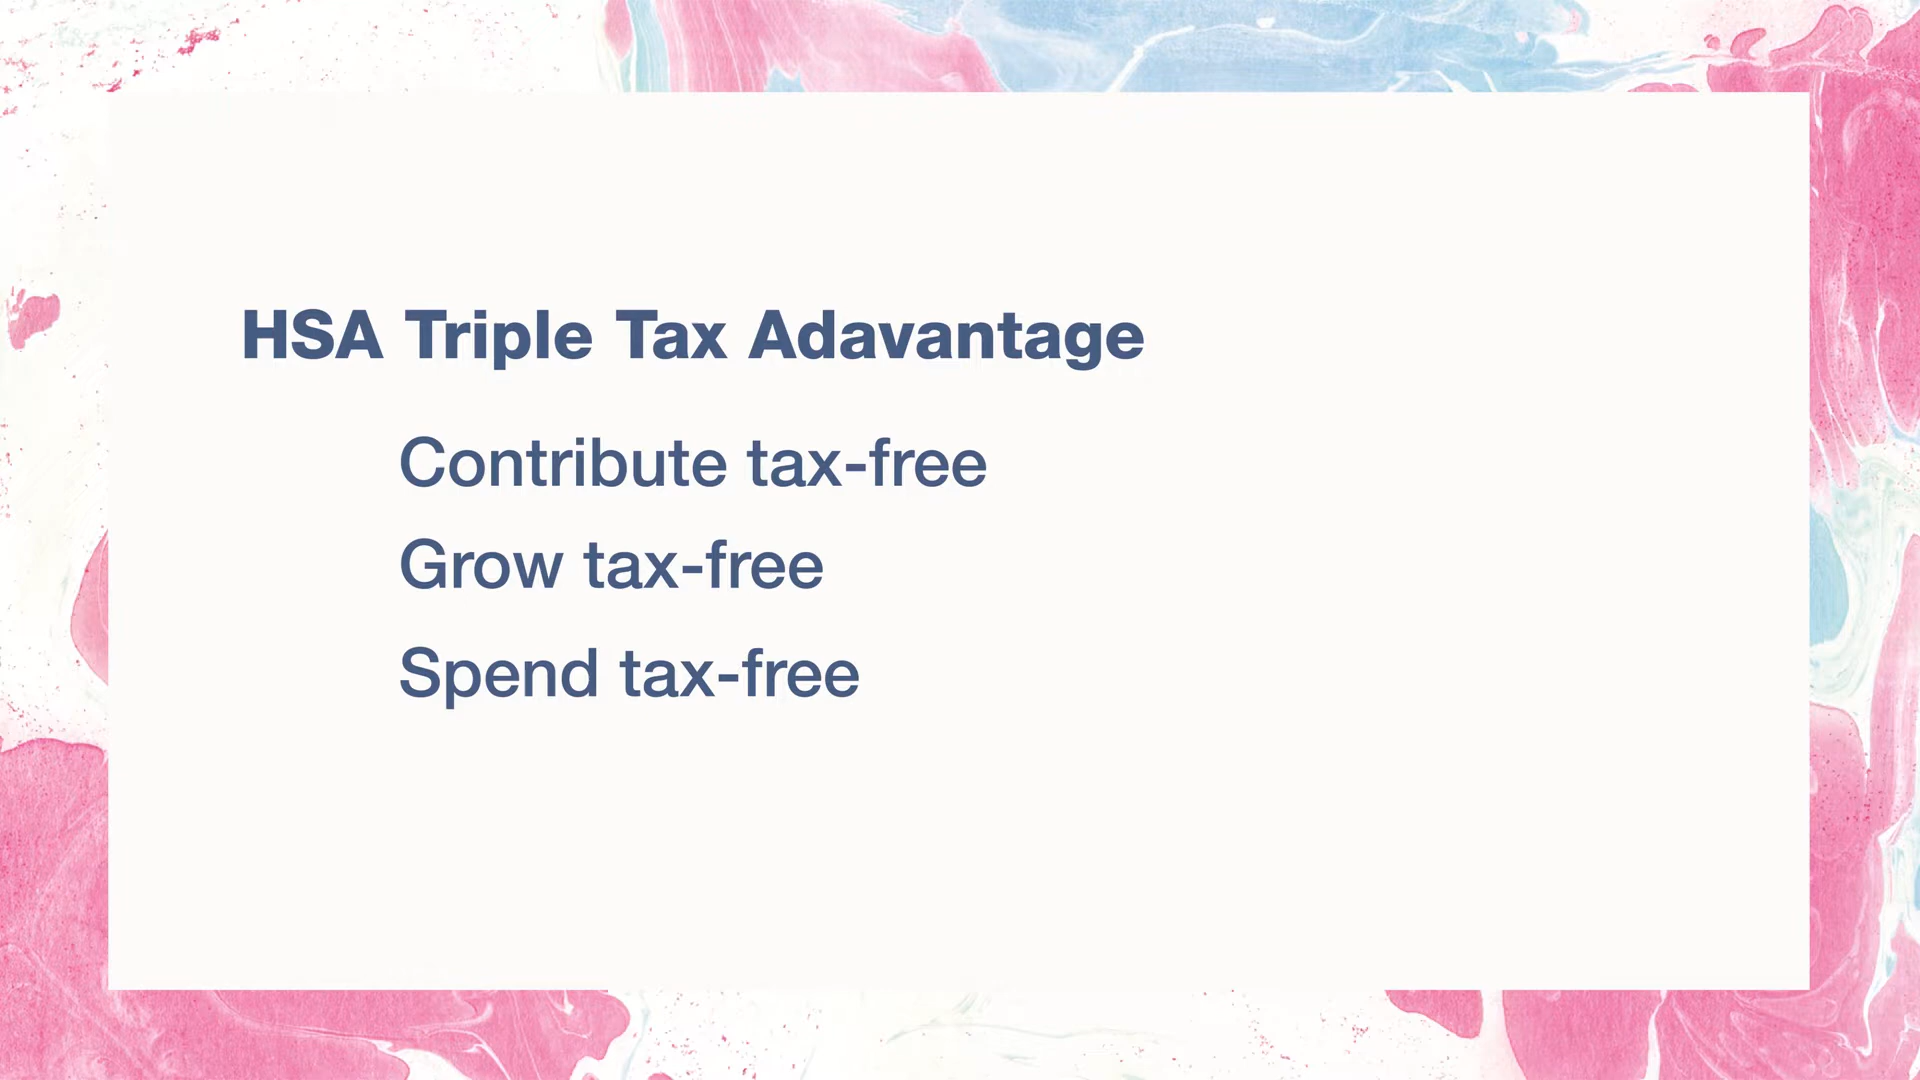 HSA Triple Tax Adavantage
Contribute tax-free
Grow tax-free
Spend tax-free